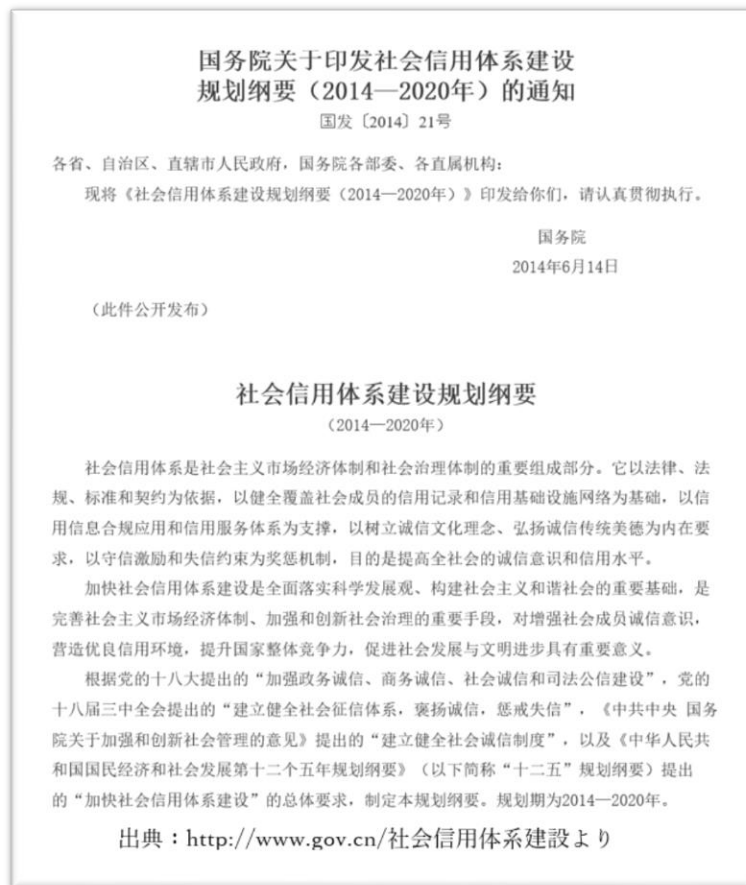 国务院关于印发社会信用体系建设
规划纲要（2014—2020年）的通知
国发〔2014〕21号
各省、自治区、直辖市人民政府，国务院各部委、各直属机构：
现将《社会信用体系建设规划纲要（2014—2020年）》印发给你们，请认真贯彻执行。
国务院
2014年6月14日
（此件公开发布）
社会信用体系建设规划纲要
（2014—2020年）
社会信用体系是社会主义市场经济体制和社会治理体制的重要组成部分。它以法律、法
规、标准和契约为依据，以健全覆盖社会成员的信用记录和信用基础设施网络为基础，以信
用信息合规应用和信用服务体系为支撑，以树立诚信文化理念、弘扬诚信传统美德为内在要
求，以守信激励和失信约束为奖惩机制，目的是提高全社会的诚信意识和信用水平。
加快社会信用体系建设是全面落实科学发展观、构建社会主义和谐社会的重要基础，是
完善社会主义市场经济体制、加强和创新社会治理的重要手段，对增强社会成员诚信意识，
营造优良信用环境，提升国家整体竞争力，促进社会发展与文明进步具有重要意义。
根据党的十八大提出的“加强政务诚信、商务诚信、社会诚信和司法公信建设”，党的
十八届三中全会提出的“建立健全社会征信体系，褒扬诚信，惩戒失信”，《中共中央 国务
院关于加强和创新社会管理的意见》提出的“建立健全社会诚信制度”，以及《中华人民共
和国国民经济和社会发展第十二个五年规划纲要》（以下简称“十二五”规划纲要）提出
的“加快社会信用体系建设”的总体要求，制定本规划纲要。规划期为2014—2020年。
出典：http://www.gov.cn/社会信用体系建設より